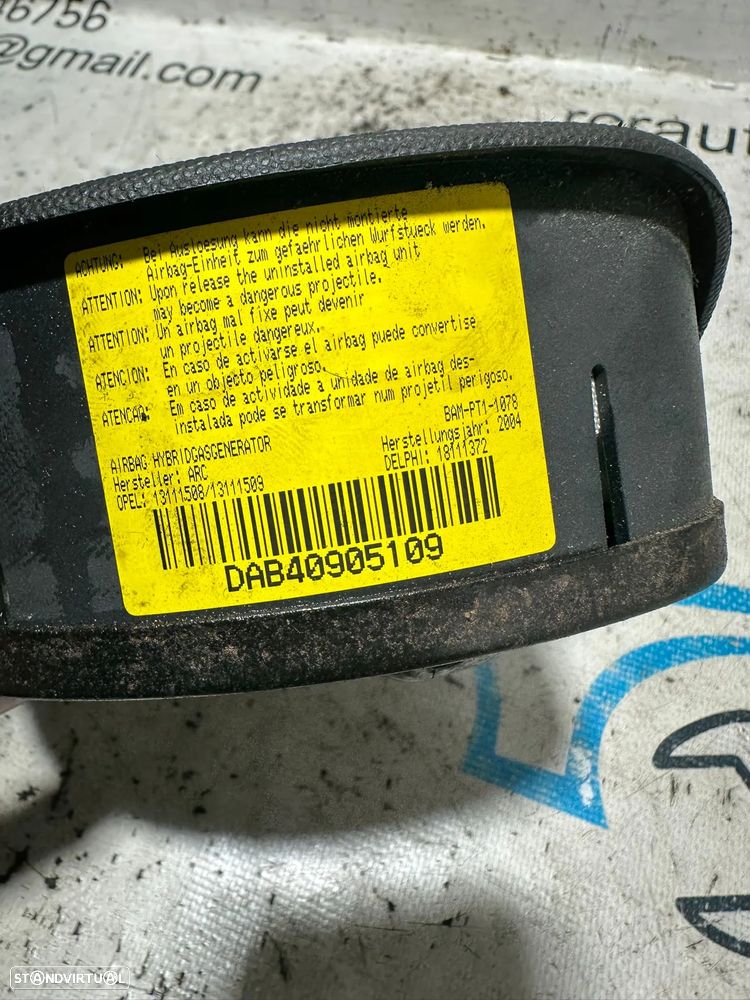 46756
@gmail.com
rorauto
ACHTUNG: Bei Ausloesung kann die nicht montierte
Airbag-Einheit zum gefaehrlichen Wurfstueck werden.
ATTENTION: Upon release the uninstalled airbag unit
may become a dangerous projectile.
ATTENTION: Un airbag mal fixe peut devenir
un projectile dangereux.
ATENCION: En caso de activarse el airbag puede convertise
en un objecto peligroso.
ATENCAO: Em caso de actividade a unidade de airbag des-
instalada pode se transformar num projetil perigoso.
BAM-PT1-1078
AIRBAG HYBRIDGASGENERATOR
Herstellungsjahr: 2004
Hersteller: ARC
DELPHI: 18111372
OPEL: 13111508/13111509
DAB40905109
STANDVIRTUAL